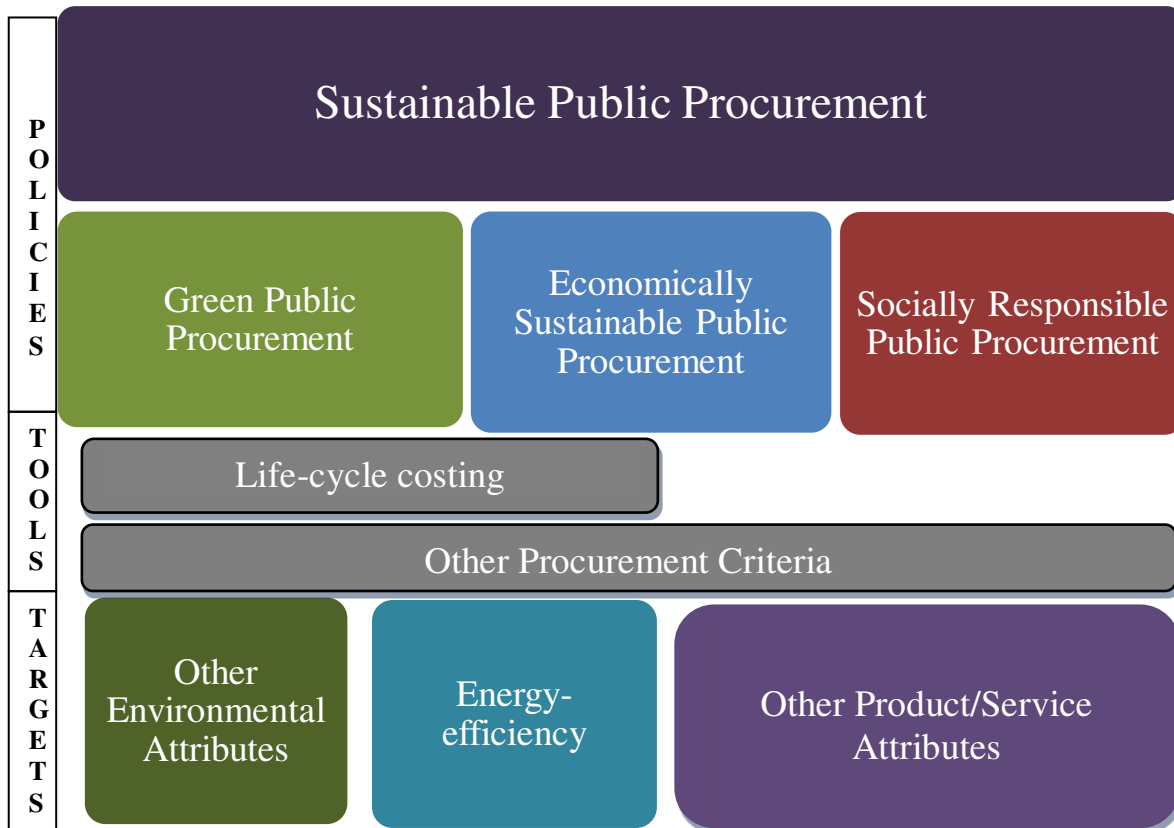 POLICIES
Sustainable Public Procurement
Green Public
Procurement
Economically
Sustainable Public
Procurement
Socially Responsible
Public Procurement
TOOLS
Life-cycle costing
Other Procurement Criteria
TARGETS
Other
Environmental
Attributes
Energy-
efficiency
Other Product/Service
Attributes